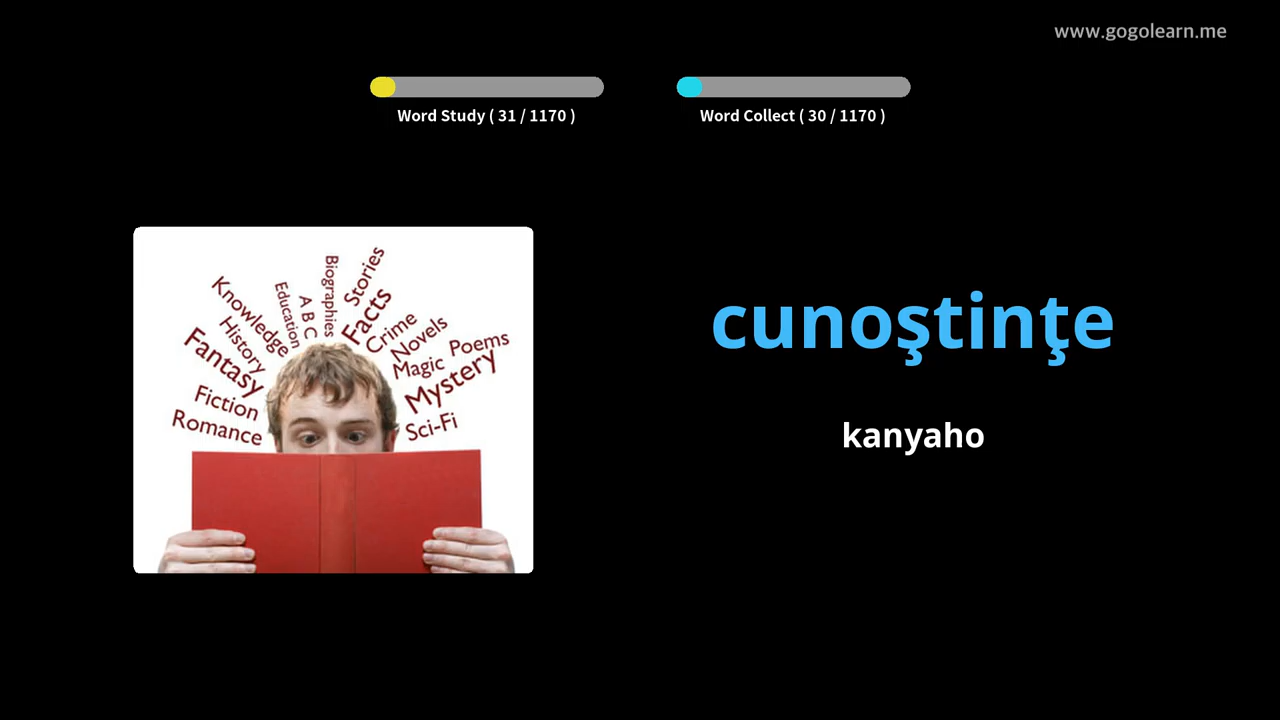 www.gogolearn.me
Word Study ( 31 / 1170 )
Word Collect ( 30 / 1170 )
Biographies
Stories
Knowledge
Education
A B C
Facts
History
Crime
Novels
Fantasy
Magic
Poems
Mystery
Fiction
Romance
Sci-Fi
cunoştinţe
kanyaho